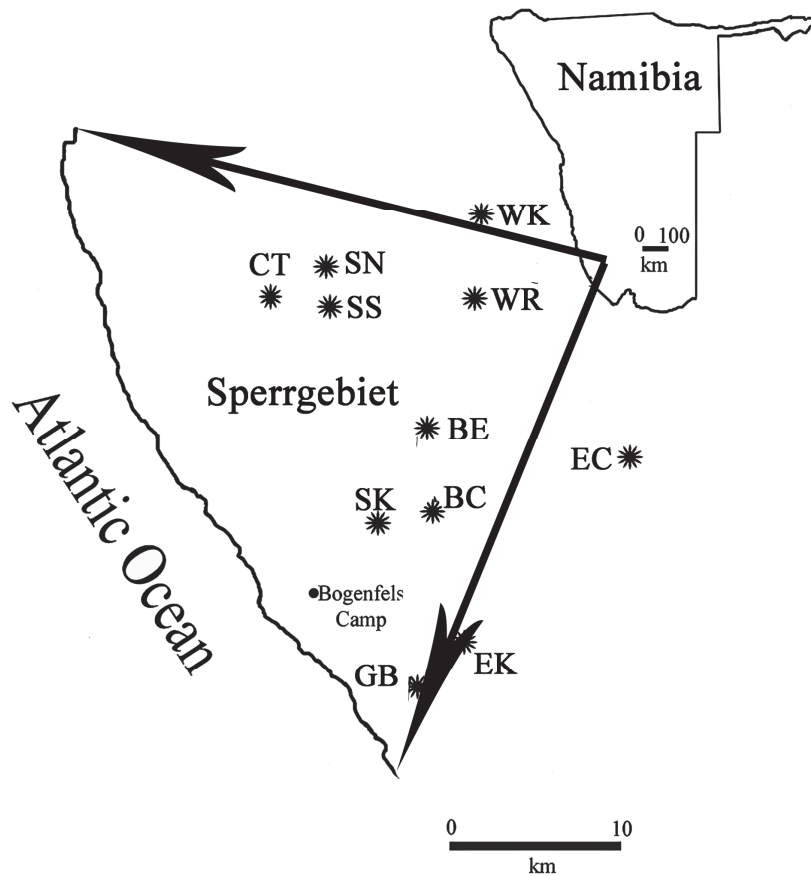 Namibia
0 100
km
WK
CT
SN
SS
WR
Sperrgebiet
BE
EC
SK
BC
Atlantic Ocean
Bogenfels
Camp
GB
EK
0 10
km